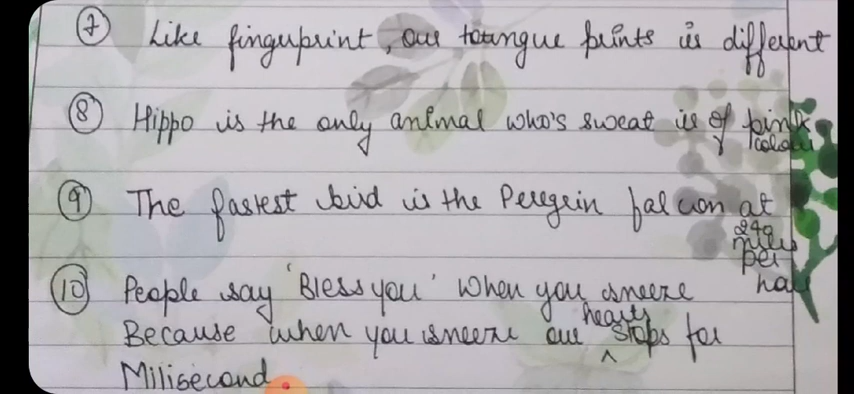 ⑦ Like fingerprint, our toungue prints is different
⑧ Hippo is the only animal who's sweat is of pink
colour
⑨ The fastest bird is the Peregrin falcon at
242
miles
per
hour
⑩ People say 'Bless you' when you sneeze
Because when you sneeze our hearts stops for
Milisecond.